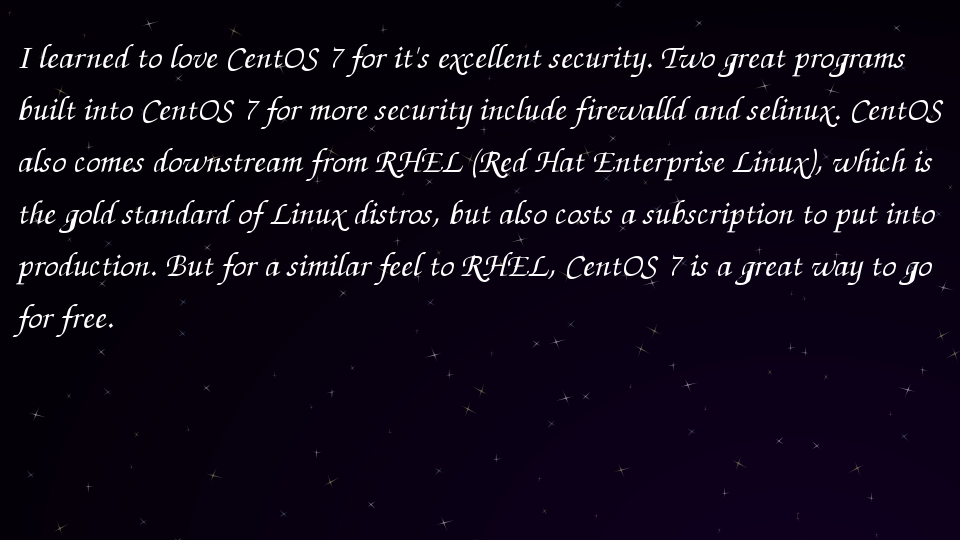 I learned to love CentOS 7 for it's excellent security. Two great programs
built into CentOS 7 for more security include firewalld and selinux. CentOS
also comes downstream from RHEL (Red Hat Enterprise Linux), which is
the gold standard of Linux distros, but also costs a subscription to put into
production. But for a similar feel to RHEL, CentOS 7 is a great way to go
for free.